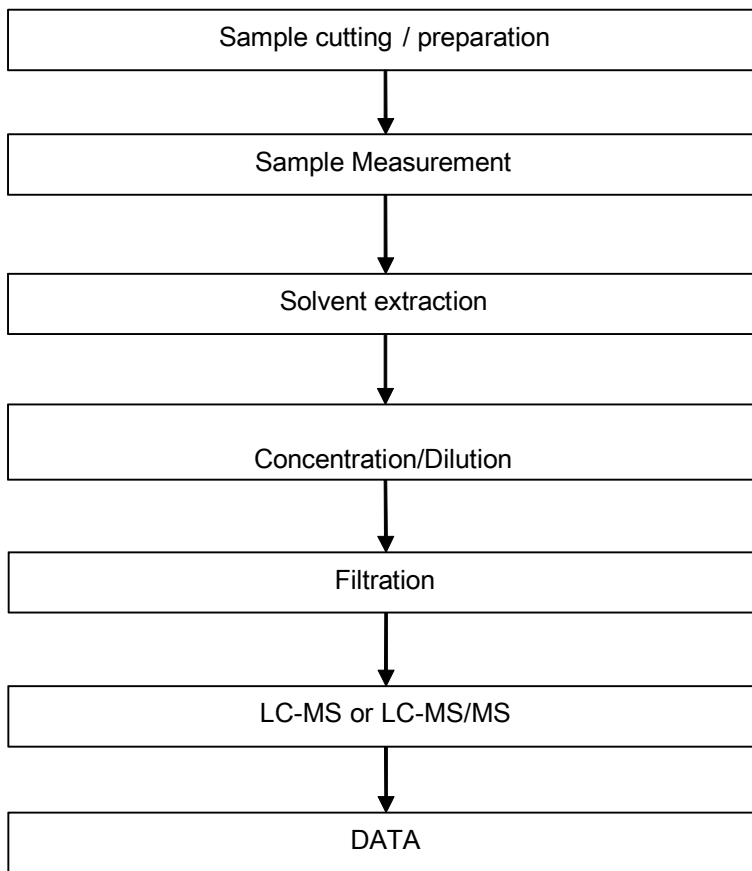 Sample cutting / preparation
Sample Measurement
Solvent extraction
Concentration/Dilution
Filtration
LC-MS or LC-MS/MS
DATA